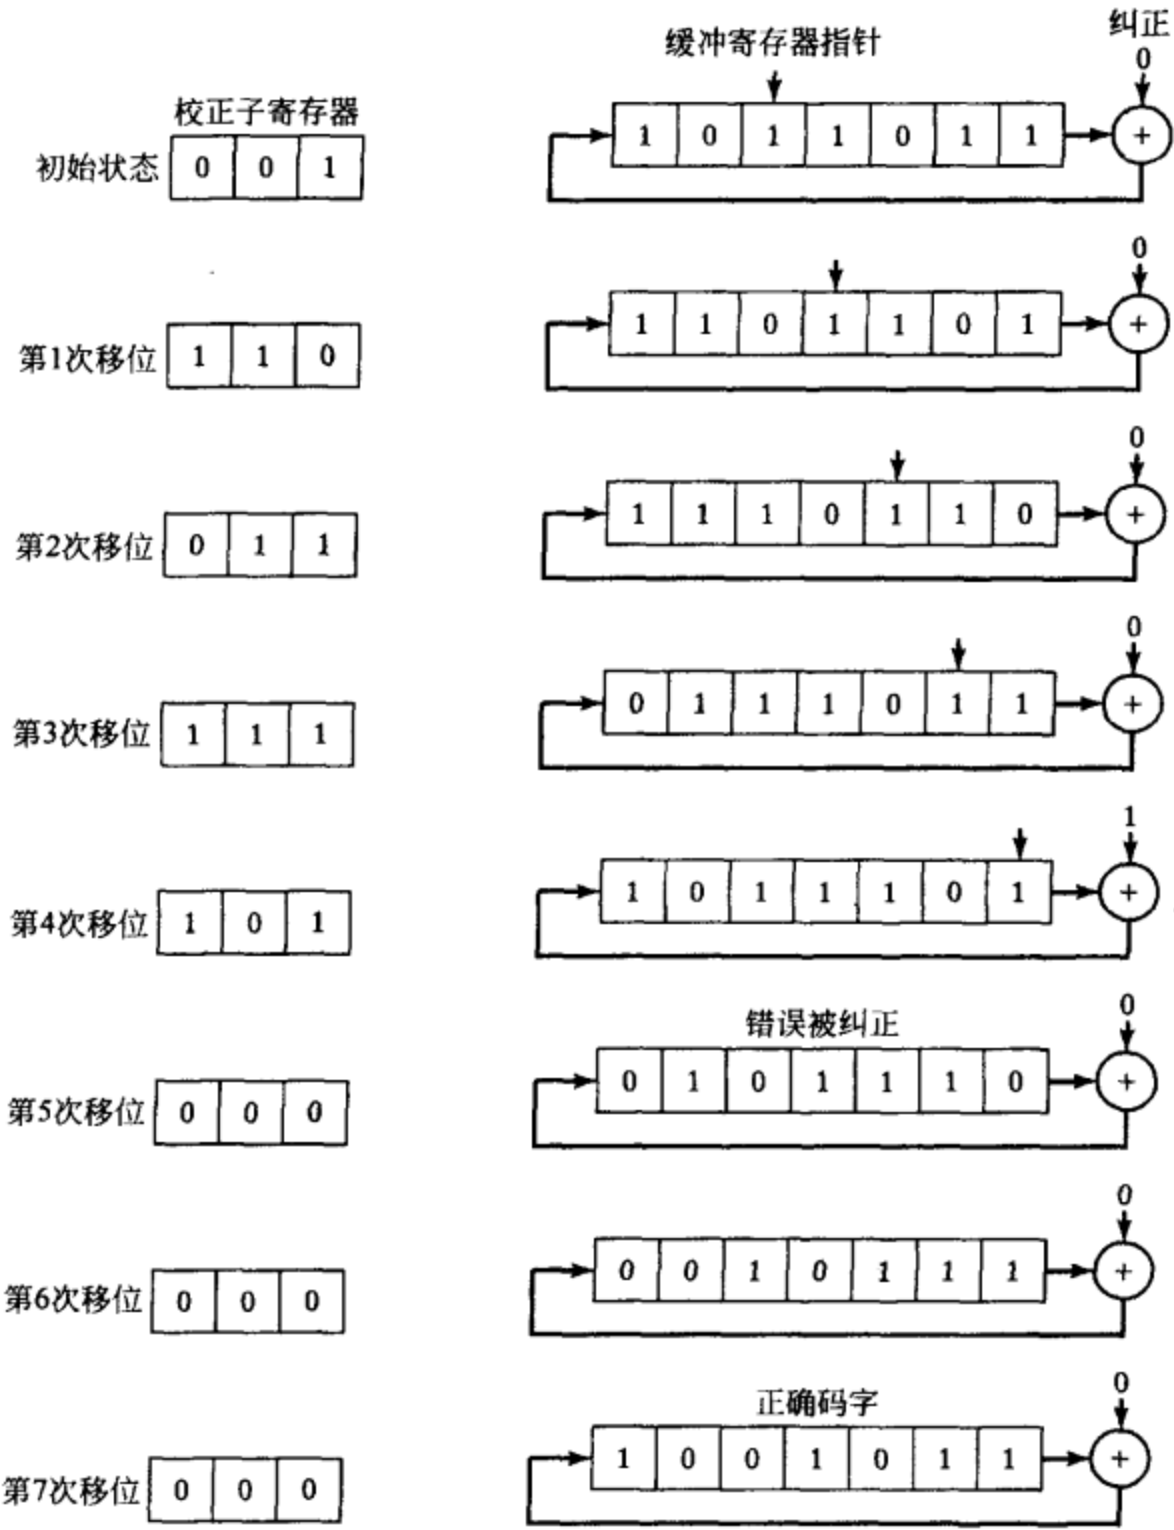 纠正
缓冲寄存器指针
0
校正子寄存器
初始状态 0 0 1 1 0 1 1 0 1 1 +
0
第1次移位 1 1 0 1 1 0 1 1 0 1 +
0
第2次移位 0 1 1 1 1 1 0 1 1 0 +
0
第3次移位 1 1 1 0 1 1 1 0 1 1 +
1
第4次移位 1 0 1 1 0 1 1 1 0 1 +
错误被纠正 0
第5次移位 0 0 0 0 1 0 1 1 1 0 +
0
第6次移位 0 0 0 0 0 1 0 1 1 1 +
正确码字 0
第7次移位 0 0 0 1 0 0 1 0 1 1 +